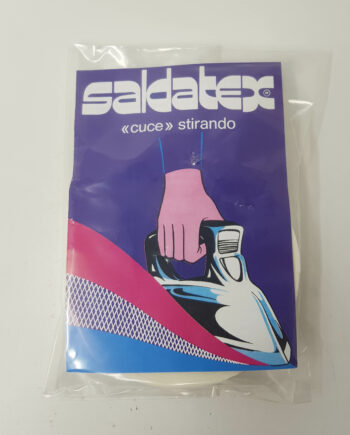 saldatex
«cuce» stirando